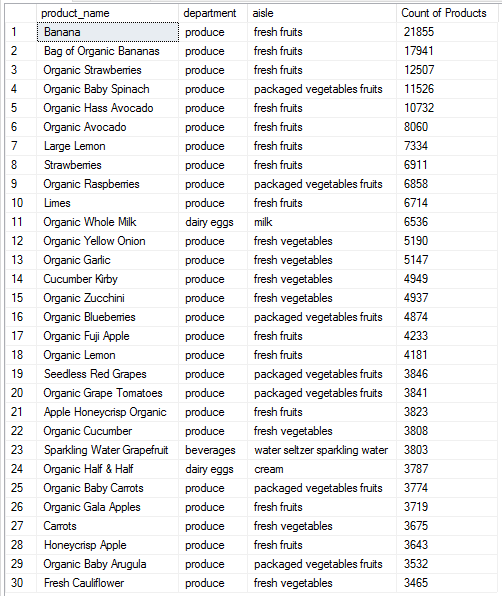 product_name department aisle Count of Products
1 Banana produce fresh fruits 21855
2 Bag of Organic Bananas produce fresh fruits 17941
3 Organic Strawberries produce fresh fruits 12507
4 Organic Baby Spinach produce packaged vegetables fruits 11526
5 Organic Hass Avocado produce fresh fruits 10732
6 Organic Avocado produce fresh fruits 8060
7 Large Lemon produce fresh fruits 7334
8 Strawberries produce fresh fruits 6911
9 Organic Raspberries produce packaged vegetables fruits 6858
10 Limes produce fresh fruits 6714
11 Organic Whole Milk dairy eggs milk 6536
12 Organic Yellow Onion produce fresh vegetables 5190
13 Organic Garlic produce fresh vegetables 5147
14 Cucumber Kirby produce fresh vegetables 4949
15 Organic Zucchini produce fresh vegetables 4937
16 Organic Blueberries produce packaged vegetables fruits 4874
17 Organic Fuji Apple produce fresh fruits 4233
18 Organic Lemon produce fresh fruits 4181
19 Seedless Red Grapes produce packaged vegetables fruits 3846
20 Organic Grape Tomatoes produce packaged vegetables fruits 3841
21 Apple Honeycrisp Organic produce fresh fruits 3823
22 Organic Cucumber produce fresh vegetables 3808
23 Sparkling Water Grapefruit beverages water seltzer sparkling water 3803
24 Organic Half & Half dairy eggs cream 3787
25 Organic Baby Carrots produce packaged vegetables fruits 3774
26 Organic Gala Apples produce fresh fruits 3719
27 Carrots produce fresh vegetables 3675
28 Honeycrisp Apple produce fresh fruits 3643
29 Organic Baby Arugula produce packaged vegetables fruits 3532
30 Fresh Cauliflower produce fresh vegetables 3465